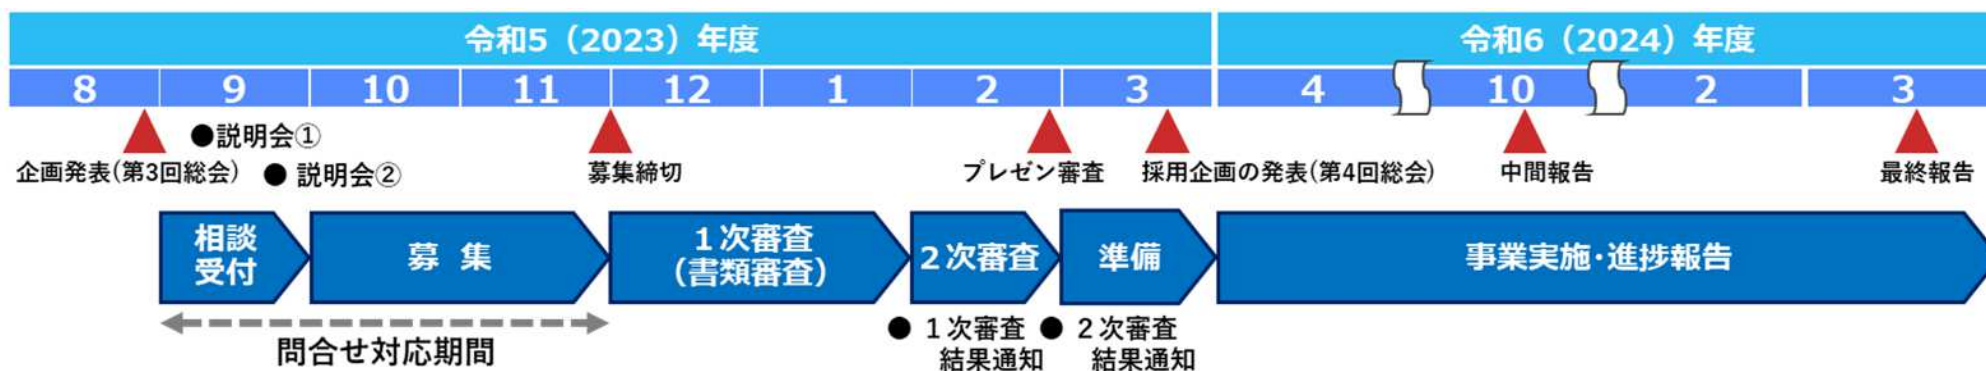 令和5（2023）年度
令和6（2024）年度
8 9 10 11 12 1 2 3 4 10 2 3
●説明会①
企画発表(第3回総会)
● 説明会②
募集締切
プレゼン審査
採用企画の発表(第4回総会)
中間報告
最終報告
相談
受付
募 集
１次審査
（書類審査）
２次審査
準備
事業実施・進捗報告
問合せ対応期間
● １次審査
結果通知
● ２次審査
結果通知